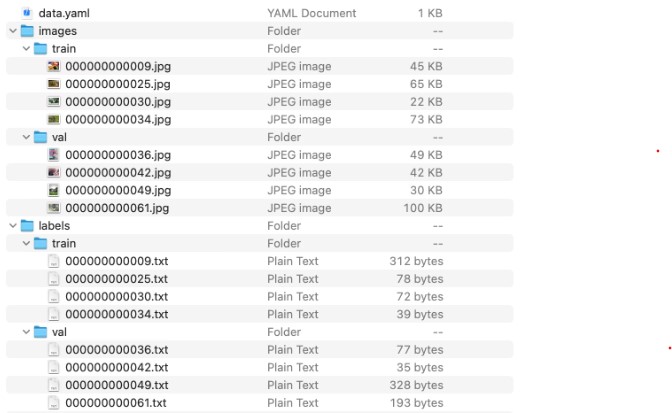 data.yaml YAML Document 1 KB
images Folder --
train Folder --
000000000009.jpg JPEG image 45 KB
000000000025.jpg JPEG image 65 KB
000000000030.jpg JPEG image 22 KB
000000000034.jpg JPEG image 73 KB
val Folder --
000000000036.jpg JPEG image 49 KB
000000000042.jpg JPEG image 42 KB
000000000049.jpg JPEG image 30 KB
000000000061.jpg JPEG image 100 KB
labels Folder --
train Folder --
000000000009.txt Plain Text 312 bytes
000000000025.txt Plain Text 78 bytes
000000000030.txt Plain Text 72 bytes
000000000034.txt Plain Text 39 bytes
val Folder --
000000000036.txt Plain Text 77 bytes
000000000042.txt Plain Text 35 bytes
000000000049.txt Plain Text 328 bytes
000000000061.txt Plain Text 193 bytes